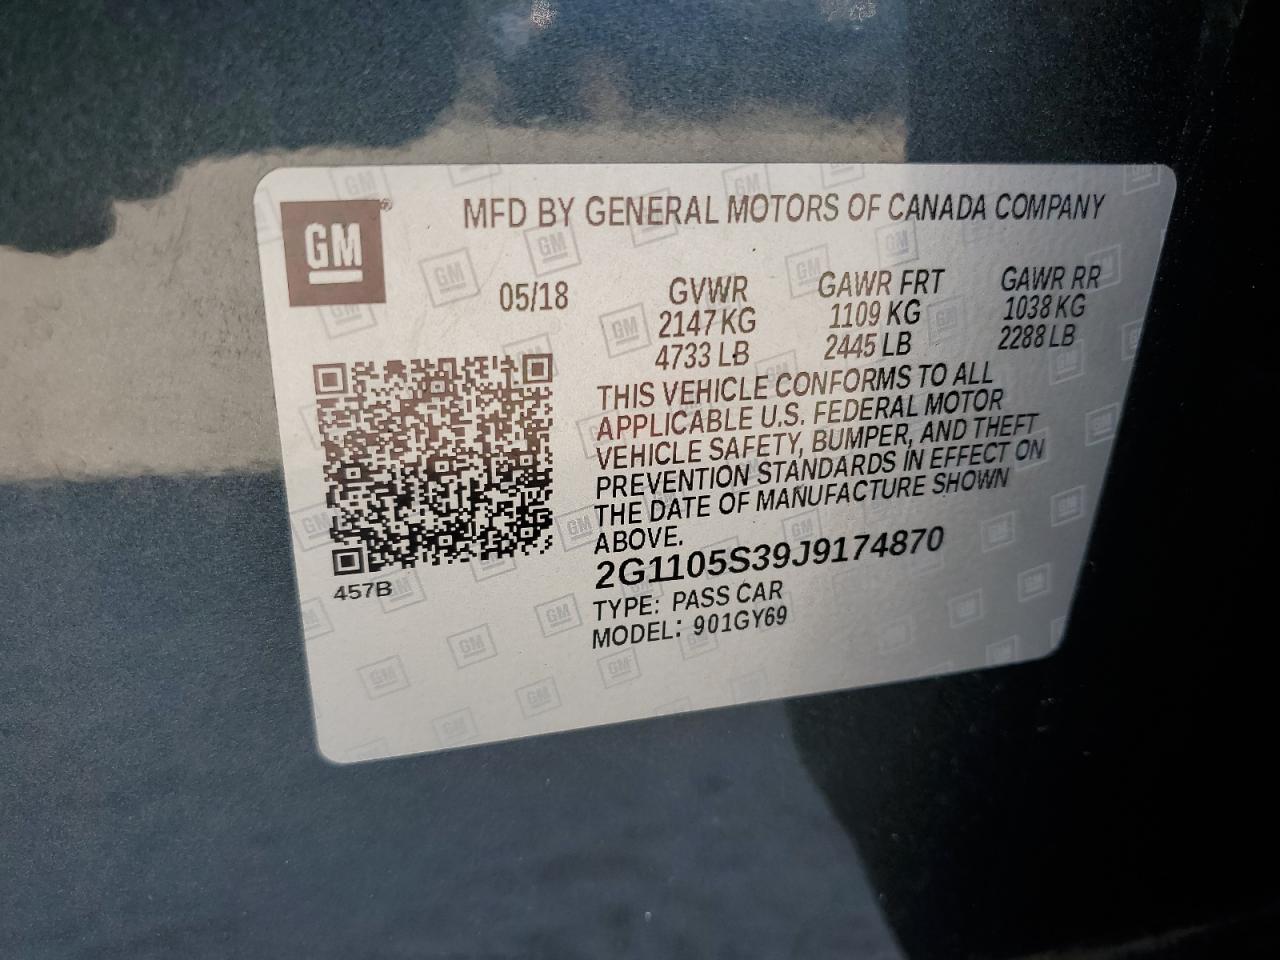 GM®
MFD BY GENERAL MOTORS OF CANADA COMPANY
05/18 GVWR GAWR FRT GAWR RR
2147 KG 1109 KG 1038 KG
4733 LB 2445 LB 2288 LB
THIS VEHICLE CONFORMS TO ALL
APPLICABLE U.S. FEDERAL MOTOR
VEHICLE SAFETY, BUMPER, AND THEFT
PREVENTION STANDARDS IN EFFECT ON
THE DATE OF MANUFACTURE SHOWN
ABOVE.
2G1105S39J9174870
TYPE: PASS CAR
MODEL: 901GY69
457B